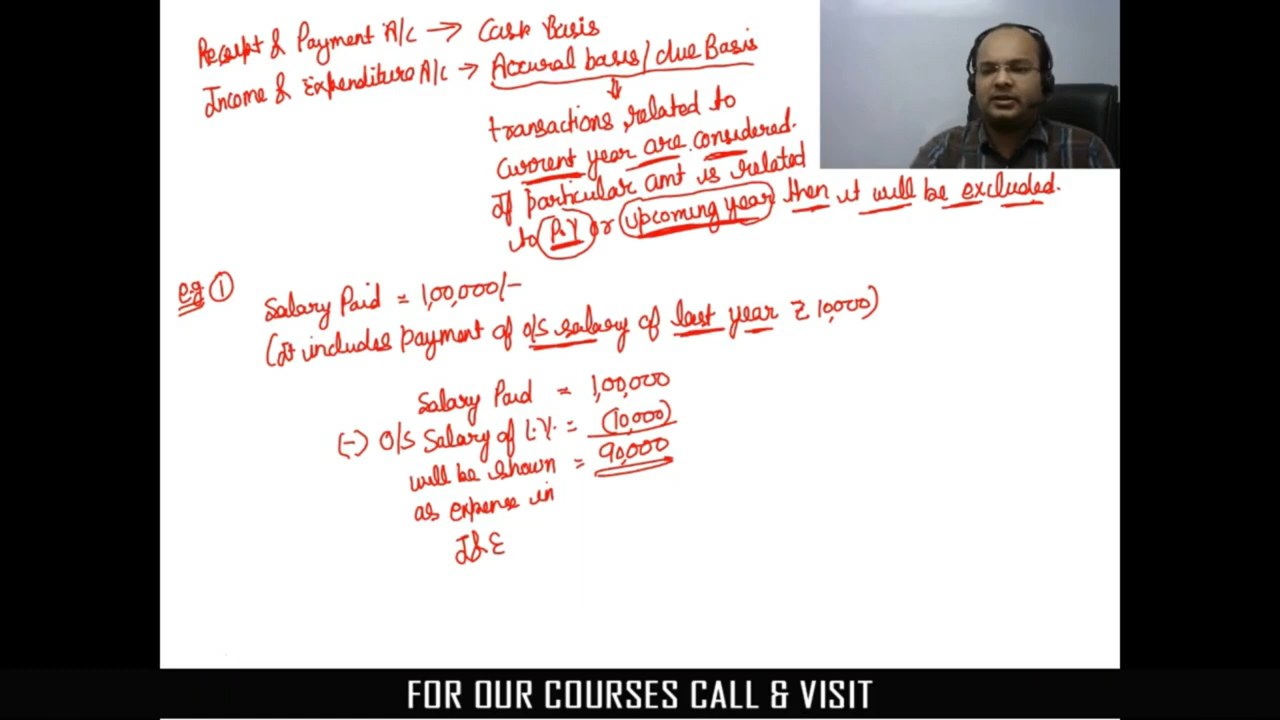 Receipt & Payment A/c → Cash Basis
Income & Expenditure A/c → Accural basis/due Basis
⇓
transactions related to
current year are considered.
If particular amt is related
to P.Y or upcoming year then it will be excluded.
e.g ① Salary Paid = 1,00,000/-
(It includes payment of o/s salary of last year ₹ 10,000)
Salary Paid = 1,00,000
(-) O/S Salary of L.Y. = (10,000)
will be shown = 90,000
as expense in
I & E
FOR OUR COURSES CALL & VISIT